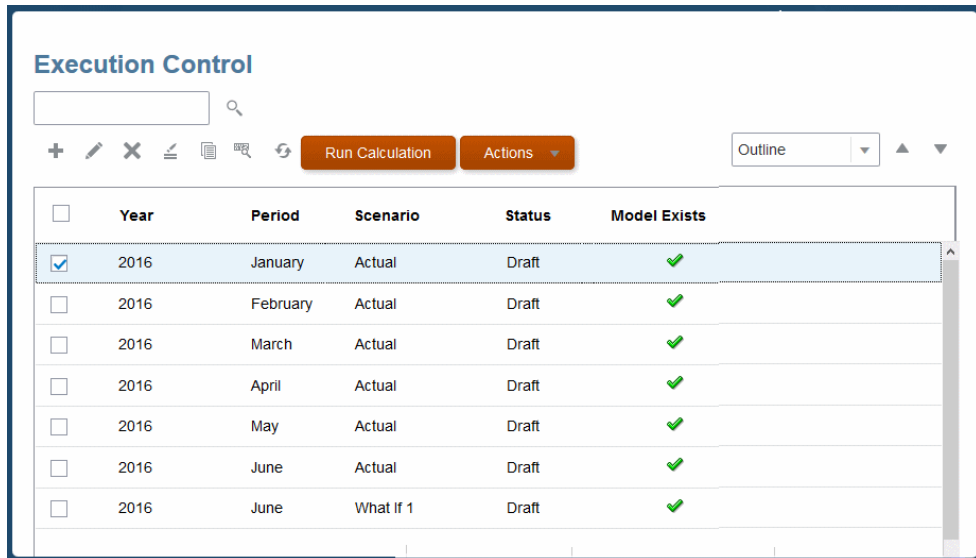 Execution Control
Run Calculation Actions Outline
Year Period Scenario Status Model Exists
2016 January Actual Draft
2016 February Actual Draft
2016 March Actual Draft
2016 April Actual Draft
2016 May Actual Draft
2016 June Actual Draft
2016 June What If 1 Draft